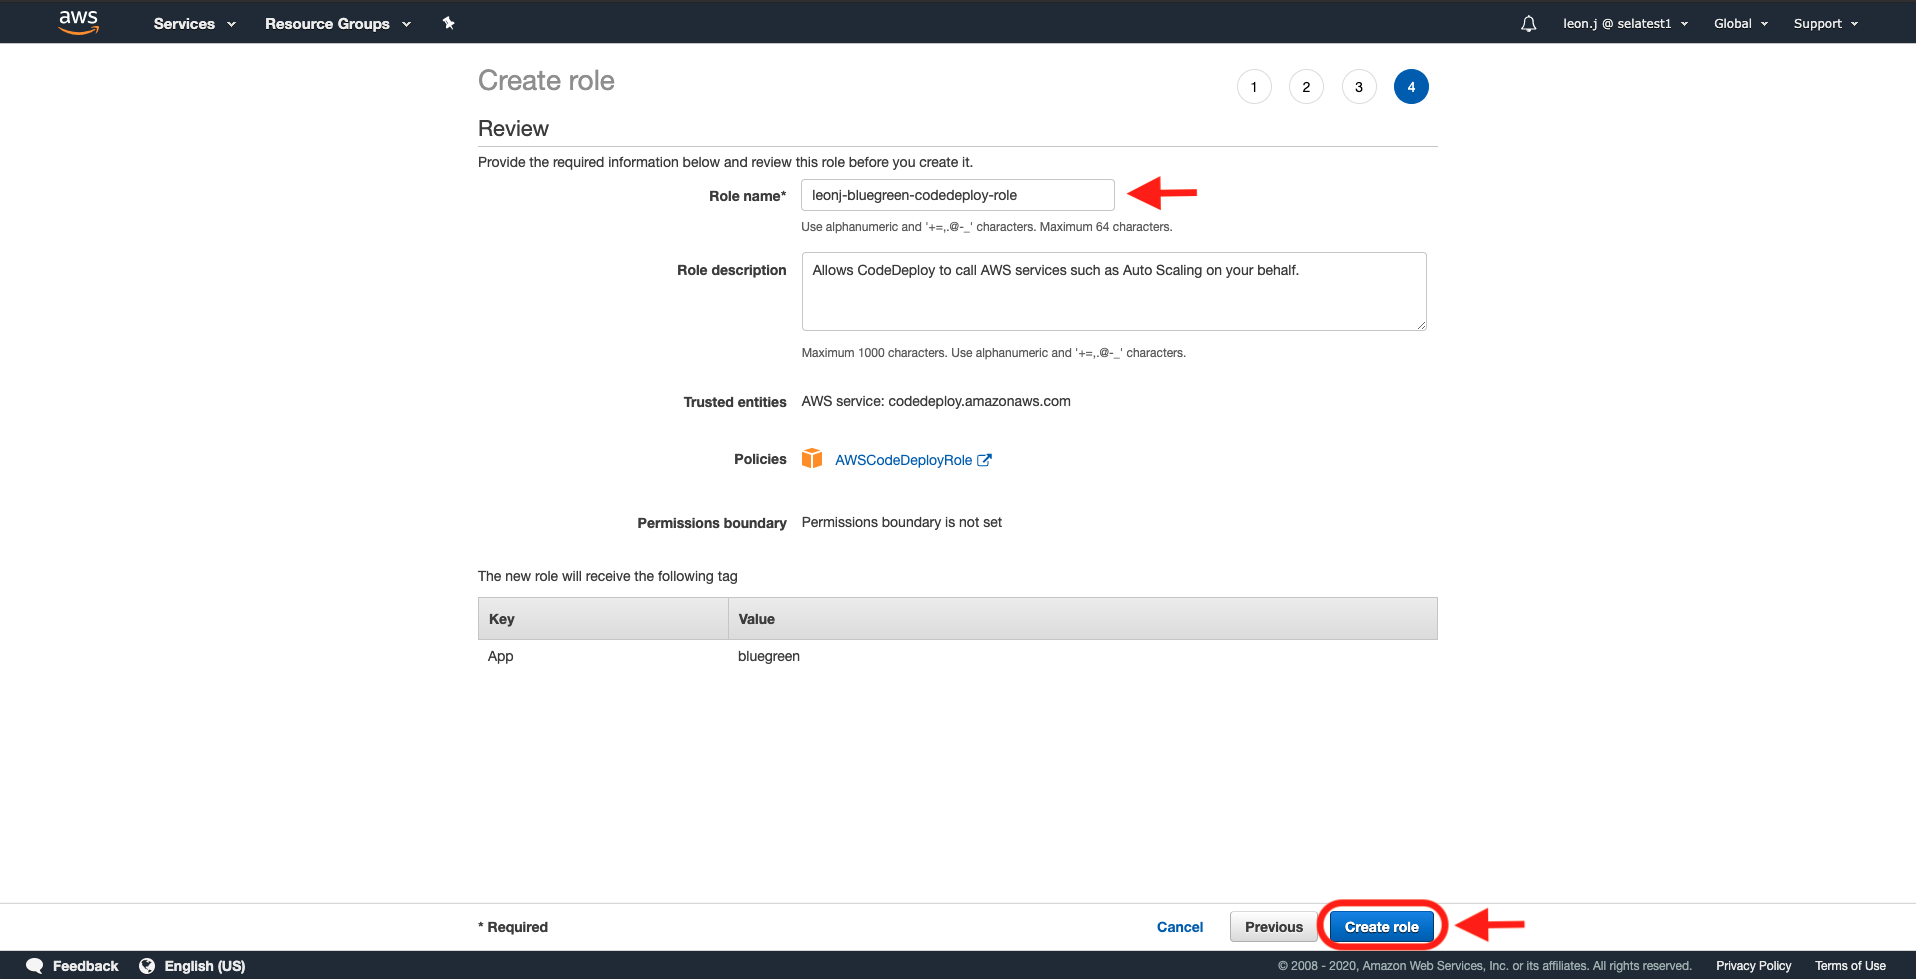 aws Services Resource Groups leon.j @ selatest1 Global Support
Create role
1 2 3 4
Review
Provide the required information below and review this role before you create it.
Role name* leonj-bluegreen-codedeploy-role
Use alphanumeric and '+=,.@-_' characters. Maximum 64 characters.
Role description Allows CodeDeploy to call AWS services such as Auto Scaling on your behalf.
Maximum 1000 characters. Use alphanumeric and '+=,.@-_' characters.
Trusted entities AWS service: codedeploy.amazonaws.com
Policies AWSCodeDeployRole
Permissions boundary Permissions boundary is not set
The new role will receive the following tag
Key Value
App bluegreen
* Required Cancel Previous Create role
Feedback English (US) © 2008 - 2020, Amazon Web Services, Inc. or its affiliates. All rights reserved. Privacy Policy Terms of Use